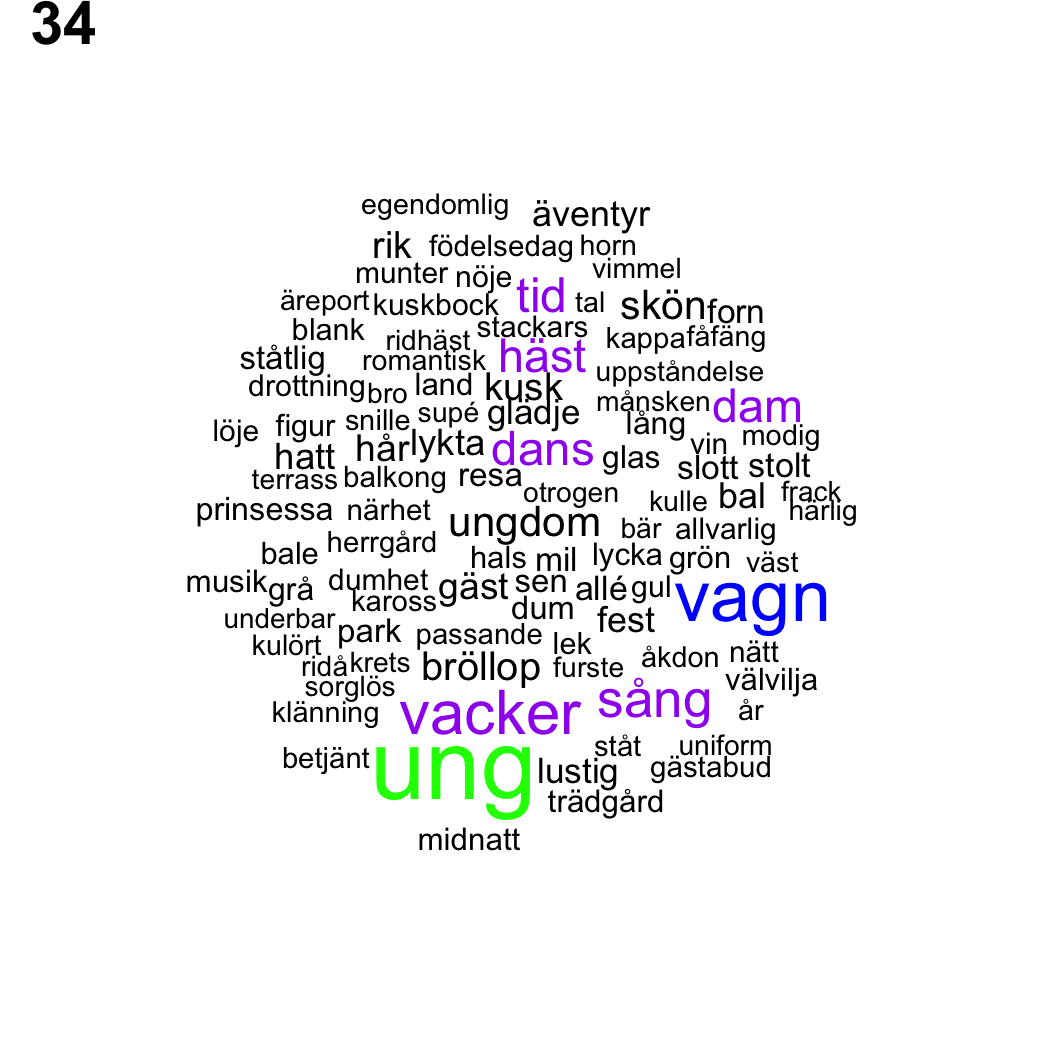 34
egendomlig äventyr
rik födelsedag horn
munter nöje vimmel
äreport kuskbock tid tal skön forn
blank ridhäst stackars kappa fåfäng
ståtlig romantisk häst uppståndelse
drottning bro land kusk månsken dam
löje figur snille supé glädje lång modig
hatt hår lykta dans glas vin slott stolt
terrass balkong resa otrogen kulle bal frack
prinsessa närhet ungdom bär allvarlig härlig
bale herrgård hals mil lycka grön väst
musik grå dumhet kaross gäst sen allé gul vagn
underbar park passande dum fest
kulört ridå krets bröllop lek furste åkdon nätt
sorglös välvilja
klänning vacker sång år
betjänt ung ståt uniform
lustig gästabud
trädgård
midnatt